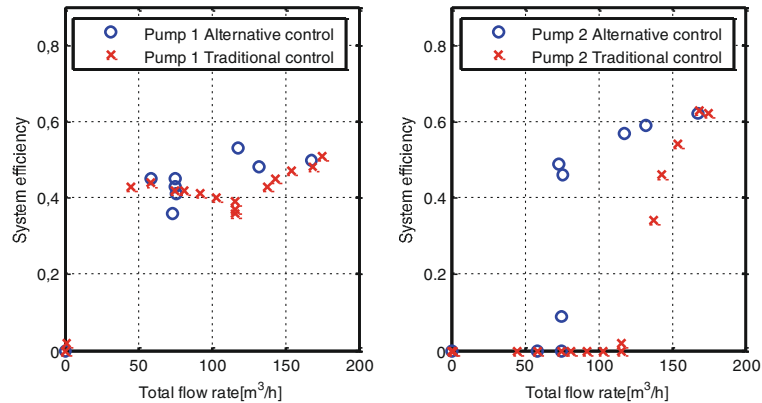 Pump 1 Alternative control
Pump 1 Traditional control
System efficiency
0,8
0,6
0,4
0,2
0
0 50 100 150 200
Total flow rate[m³/h]
Pump 2 Alternative control
Pump 2 Traditional control
System efficiency
0,8
0,6
0,4
0,2
0
0 50 100 150 200
Total flow rate[m³/h]